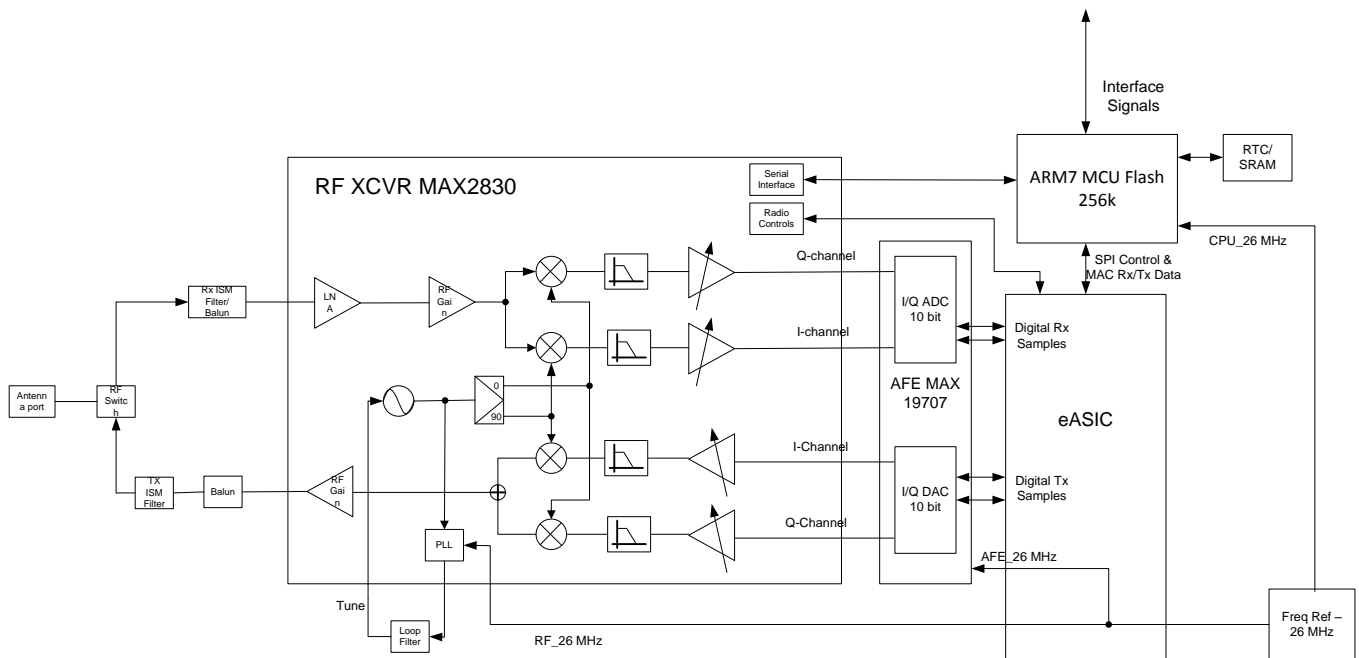 Interface
Signals
RF XCVR MAX2830
Serial
Interface
Radio
Controls
ARM7 MCU Flash
256k
RTC/
SRAM
CPU_26 MHz
SPI Control &
MAC Rx/Tx Data
Rx ISM
Filter/
Balun
LN
A
RF
Gai
n
Q-channel
I-channel
I/Q ADC
10 bit
Digital Rx
Samples
AFE MAX
19707
eASIC
Antenn
a port
RF
Switc
h
0
90
I-Channel
Q-Channel
I/Q DAC
10 bit
Digital Tx
Samples
TX
ISM
Filter
Balun
RF
Gai
n
PLL
AFE_26 MHz
Tune
Loop
Filter
RF_26 MHz
Freq Ref –
26 MHz